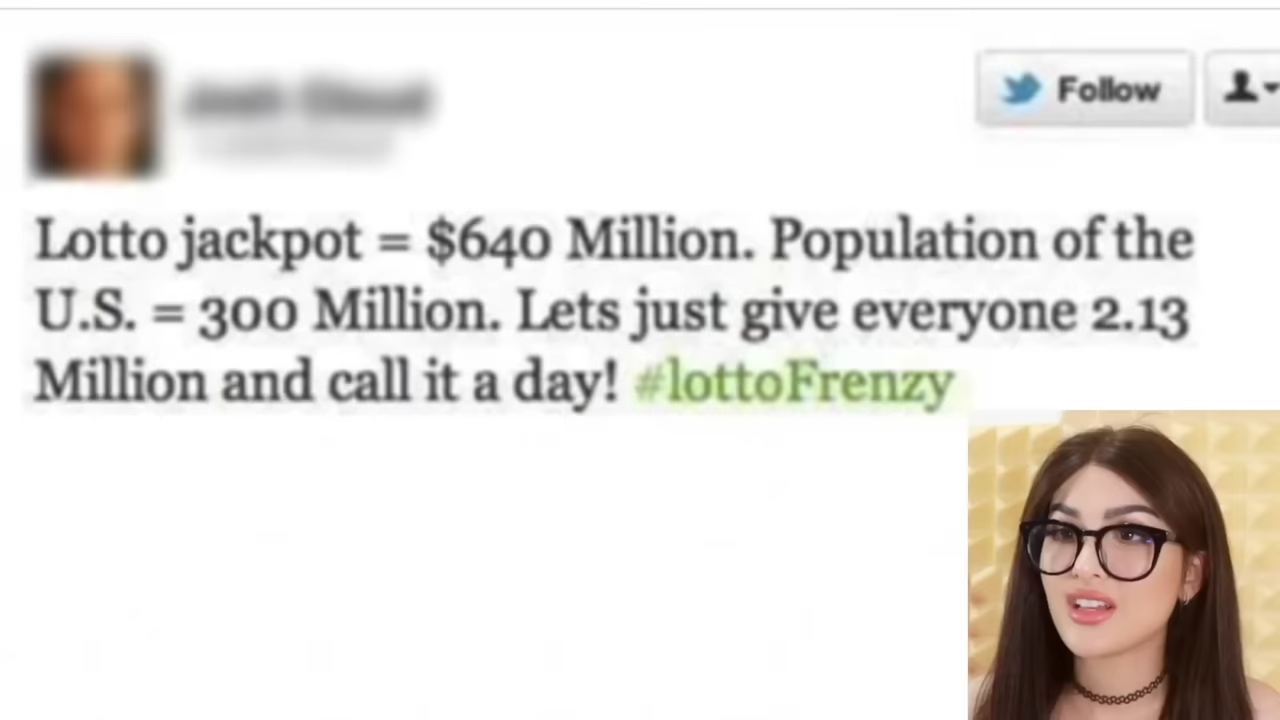 Follow
Lotto jackpot = $640 Million. Population of the
U.S. = 300 Million. Lets just give everyone 2.13
Million and call it a day! #lottoFrenzy